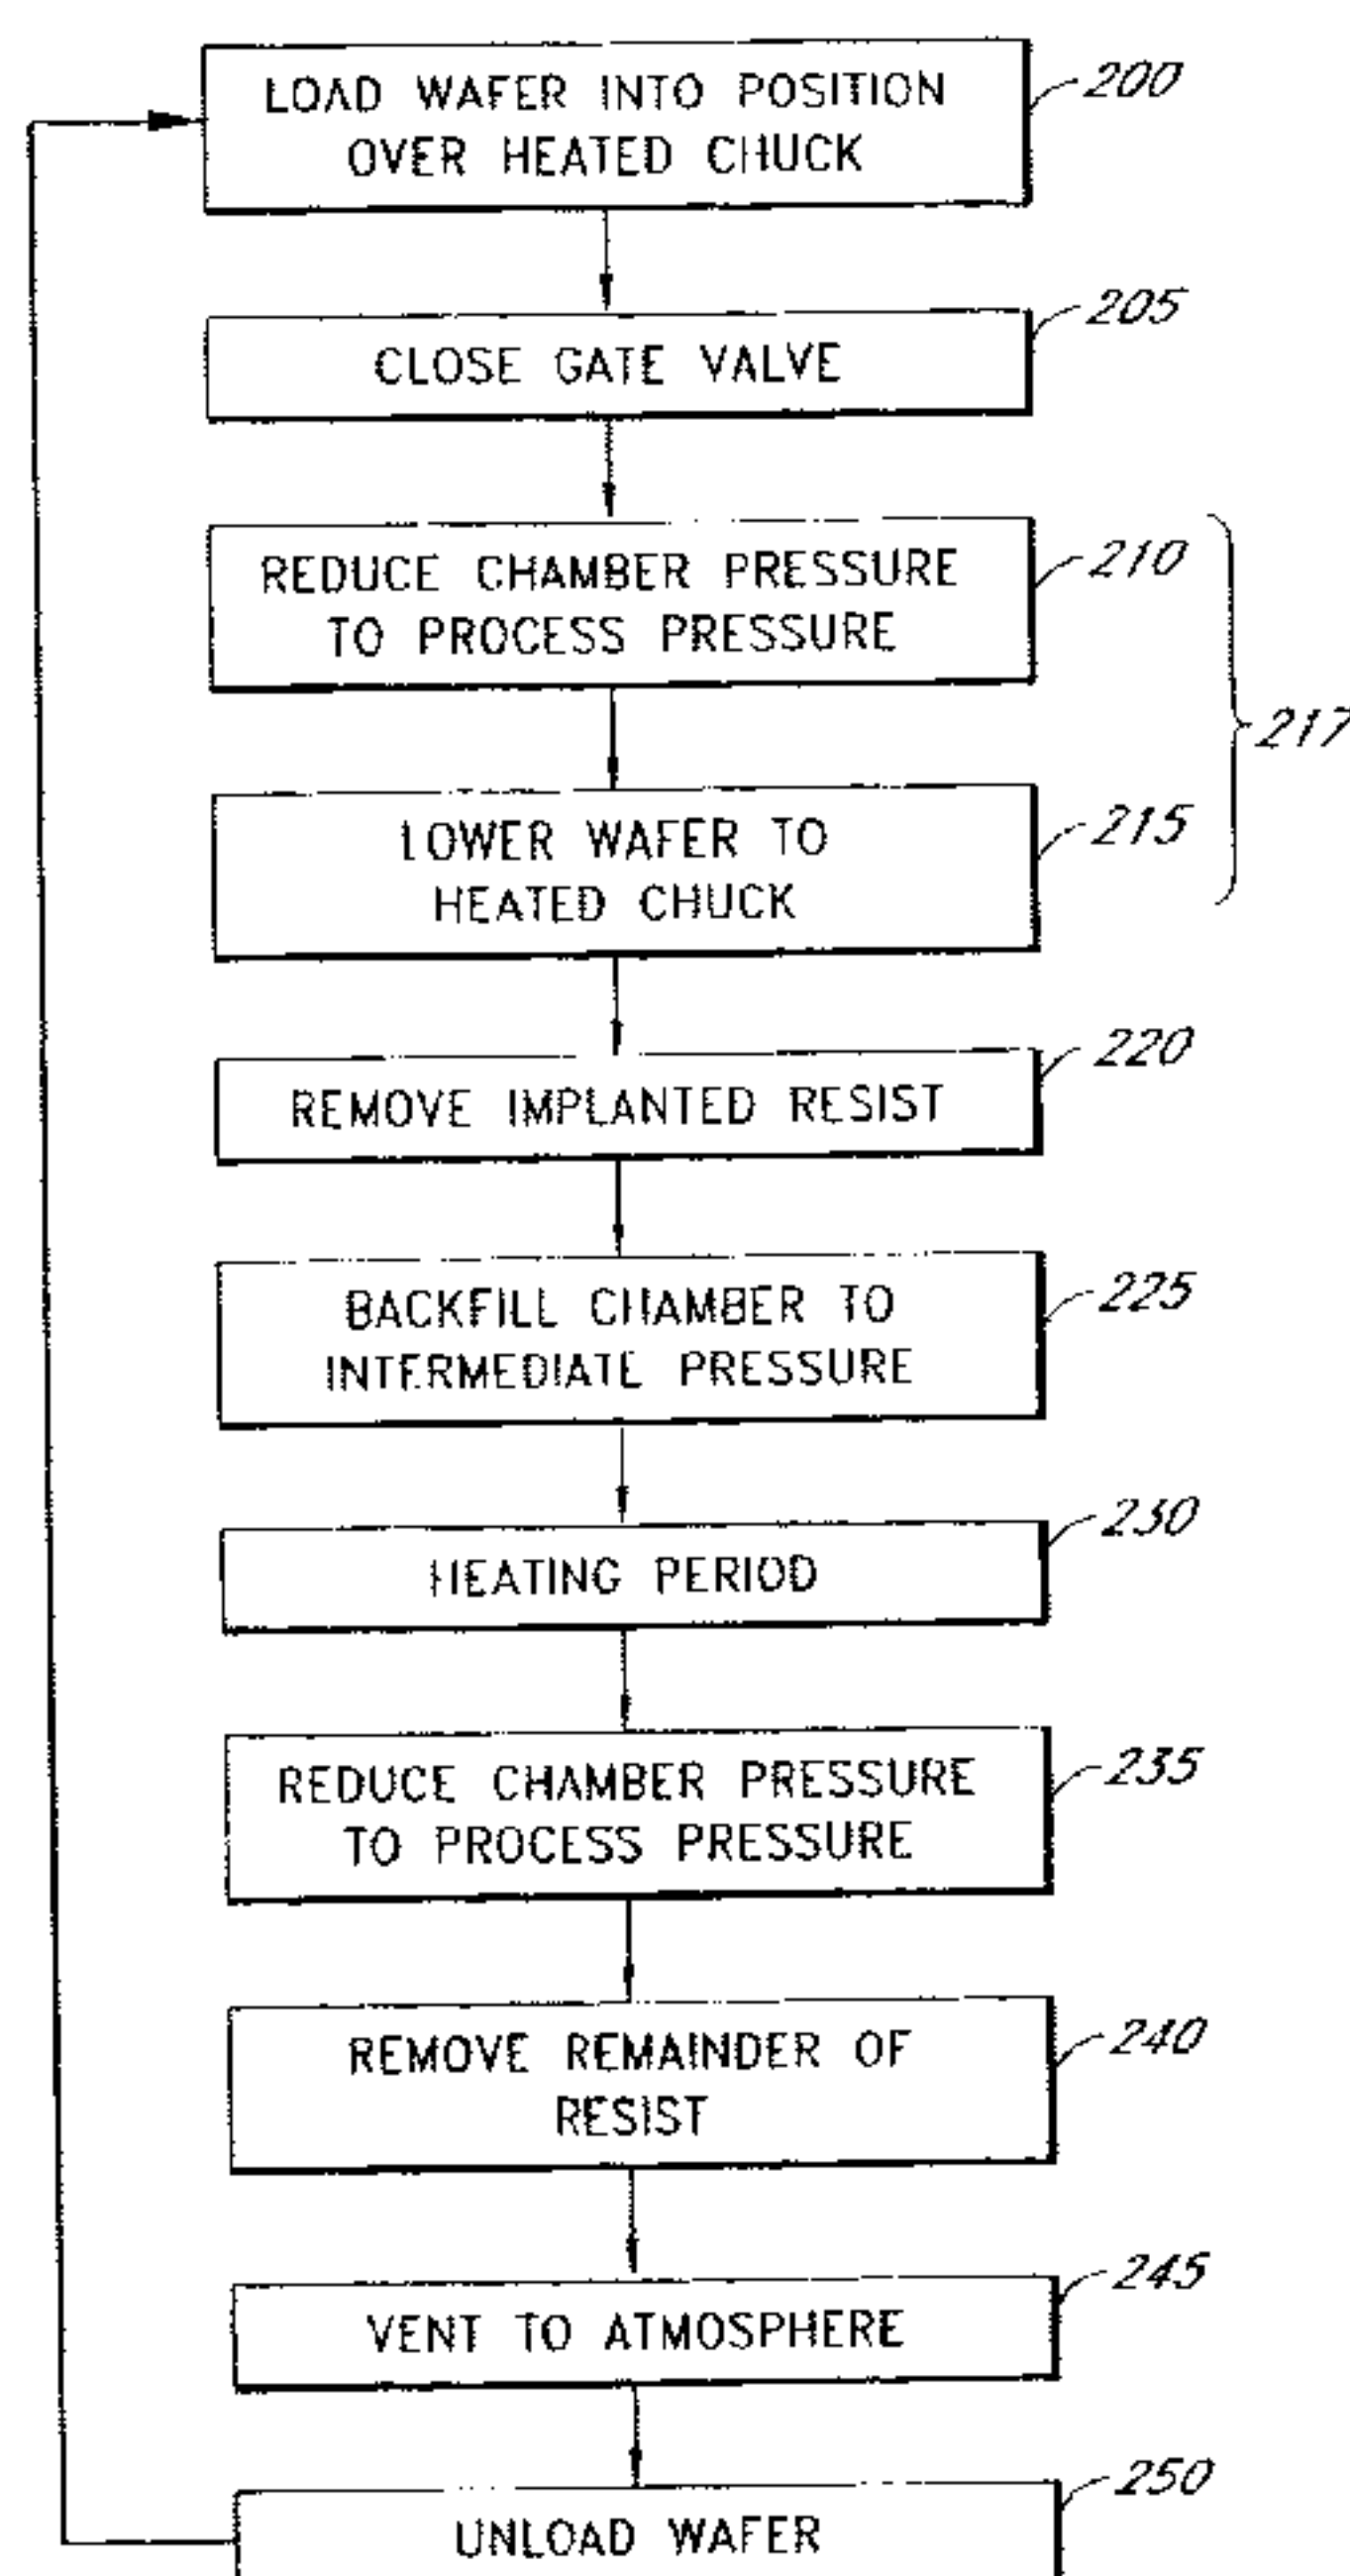 LOAD WAFER INTO POSITION
OVER HEATED CHUCK
200
CLOSE GATE VALVE
205
REDUCE CHAMBER PRESSURE
TO PROCESS PRESSURE
210
217
LOWER WAFER TO
HEATED CHUCK
215
REMOVE IMPLANTED RESIST
220
BACKFILL CHAMBER TO
INTERMEDIATE PRESSURE
225
HEATING PERIOD
230
REDUCE CHAMBER PRESSURE
TO PROCESS PRESSURE
235
REMOVE REMAINDER OF
RESIST
240
VENT TO ATMOSPHERE
245
UNLOAD WAFER
250